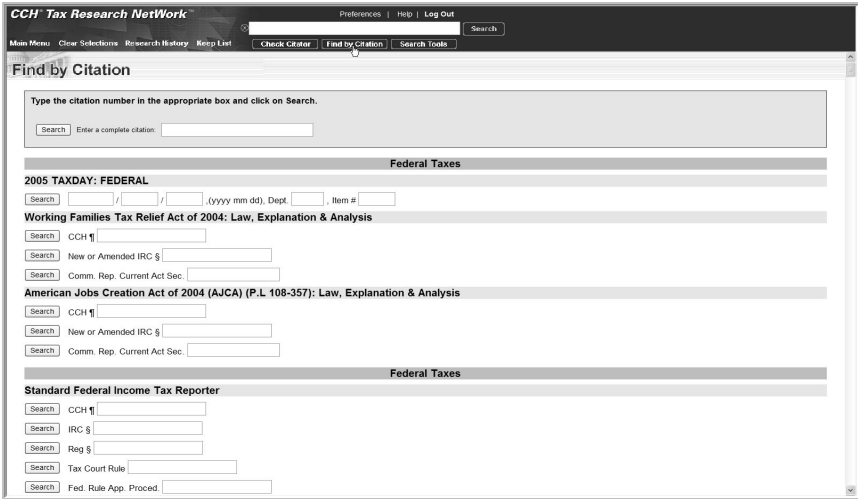 CCH® Tax Research NetWork™
Preferences | Help | Log Out
Search
Main Menu Clear Selections Research History Keep List Check Citator Find by Citation Search Tools
Find by Citation
Type the citation number in the appropriate box and click on Search.
Search Enter a complete citation:
Federal Taxes
2005 TAXDAY: FEDERAL
Search / / ,(yyyy mm dd), Dept. , Item #
Working Families Tax Relief Act of 2004: Law, Explanation & Analysis
Search CCH ¶
Search New or Amended IRC §
Search Comm. Rep. Current Act Sec.
American Jobs Creation Act of 2004 (AJCA) (P.L 108-357): Law, Explanation & Analysis
Search CCH ¶
Search New or Amended IRC §
Search Comm. Rep. Current Act Sec.
Federal Taxes
Standard Federal Income Tax Reporter
Search CCH ¶
Search IRC §
Search Reg §
Search Tax Court Rule
Search Fed. Rule App. Proced.